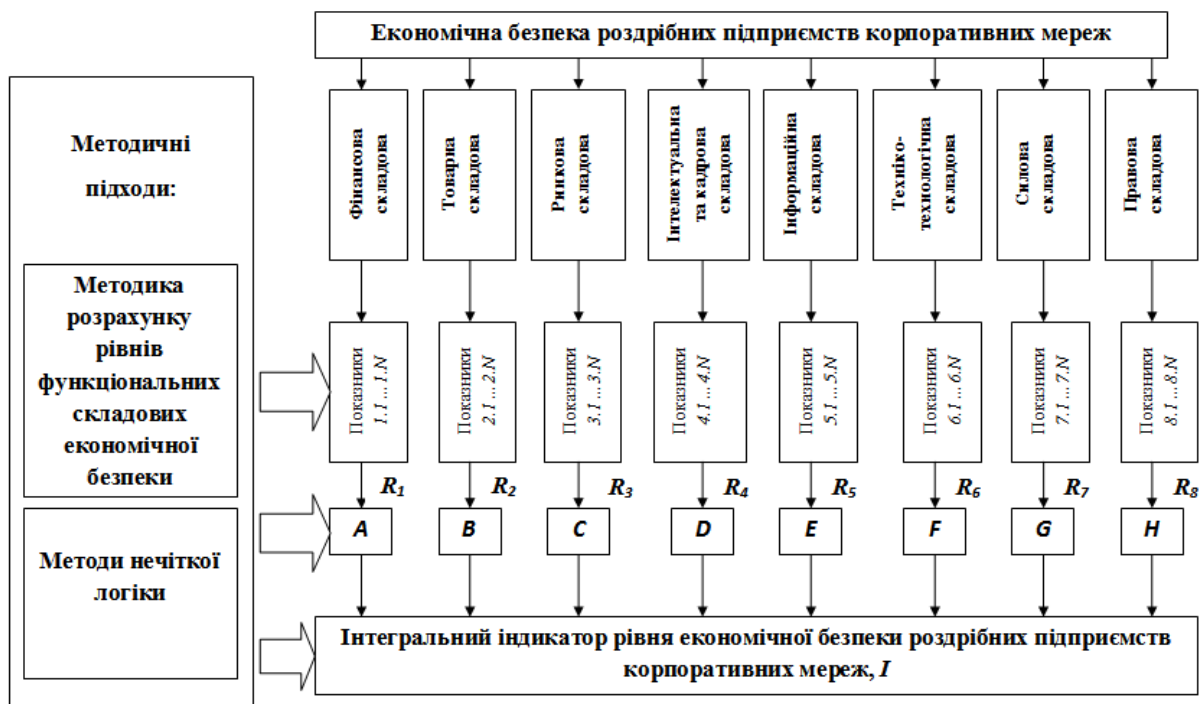 Економічна безпека роздрібних підприємств корпоративних мереж
Методичні
підходи:
Фінансова
складова
Товарна
складова
Ринкова
складова
Інтелектуальна
та кадрова
складова
Інформаційна
складова
Техніко-
технологічна
складова
Силова
складова
Правова
складова
Методика
розрахунку
рівнів
функціональних
складових
економічної
безпеки
Показники
1.1 ... 1.N
Показники
2.1 ... 2.N
Показники
3.1 ... 3.N
Показники
4.1 ... 4.N
Показники
5.1 ... 5.N
Показники
6.1 ... 6.N
Показники
7.1 ... 7.N
Показники
8.1 ... 8.N
R₁ R₂ R₃ R₄ R₅ R₆ R₇ R₈
A B C D E F G H
Методи нечіткої
логіки
Інтегральний індикатор рівня економічної безпеки роздрібних підприємств
корпоративних мереж, I